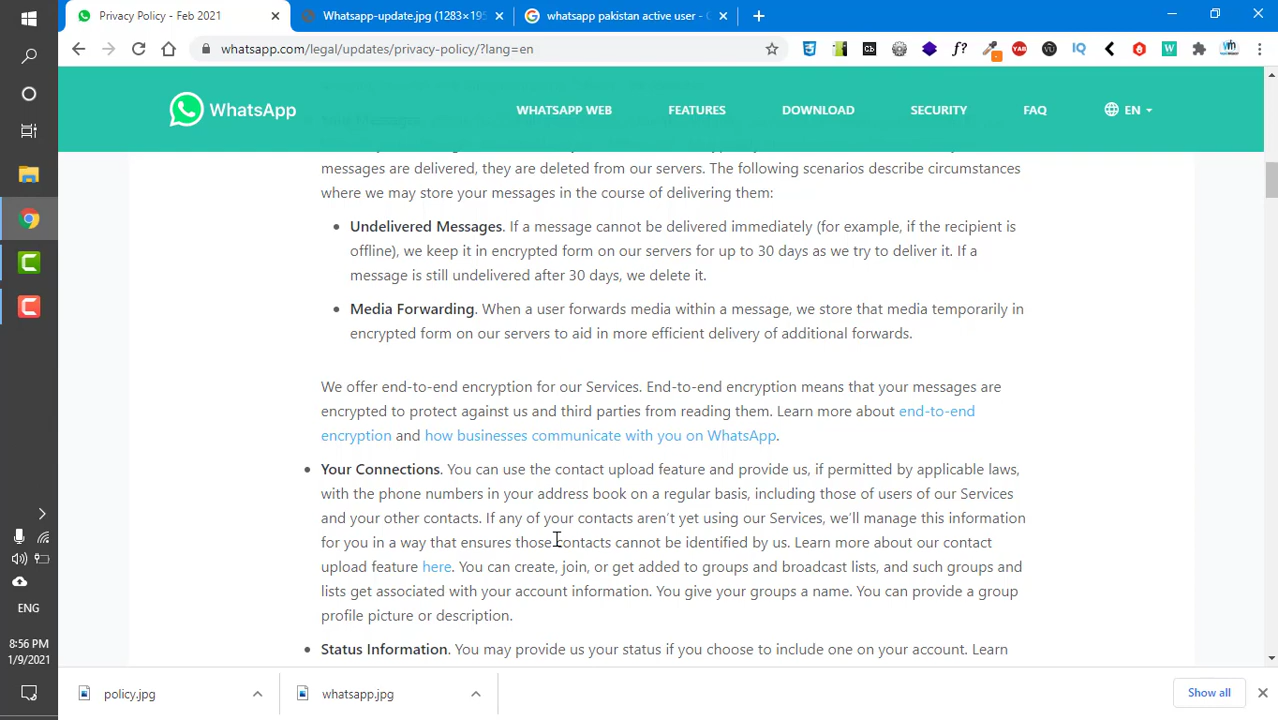 Privacy Policy - Feb 2021
Whatsapp-update.jpg (1283×195
whatsapp pakistan active user - G
whatsapp.com/legal/updates/privacy-policy/?lang=en
WhatsApp
WHATSAPP WEB
FEATURES
DOWNLOAD
SECURITY
FAQ
EN
messages are delivered, they are deleted from our servers. The following scenarios describe circumstances
where we may store your messages in the course of delivering them:
Undelivered Messages. If a message cannot be delivered immediately (for example, if the recipient is
offline), we keep it in encrypted form on our servers for up to 30 days as we try to deliver it. If a
message is still undelivered after 30 days, we delete it.
Media Forwarding. When a user forwards media within a message, we store that media temporarily in
encrypted form on our servers to aid in more efficient delivery of additional forwards.
We offer end-to-end encryption for our Services. End-to-end encryption means that your messages are
encrypted to protect against us and third parties from reading them. Learn more about end-to-end
encryption and how businesses communicate with you on WhatsApp.
Your Connections. You can use the contact upload feature and provide us, if permitted by applicable laws,
with the phone numbers in your address book on a regular basis, including those of users of our Services
and your other contacts. If any of your contacts aren't yet using our Services, we'll manage this information
for you in a way that ensures those contacts cannot be identified by us. Learn more about our contact
upload feature here. You can create, join, or get added to groups and broadcast lists, and such groups and
lists get associated with your account information. You give your groups a name. You can provide a group
profile picture or description.
Status Information. You may provide us your status if you choose to include one on your account. Learn
ENG
8:56 PM
1/9/2021
policy.jpg
whatsapp.jpg
Show all